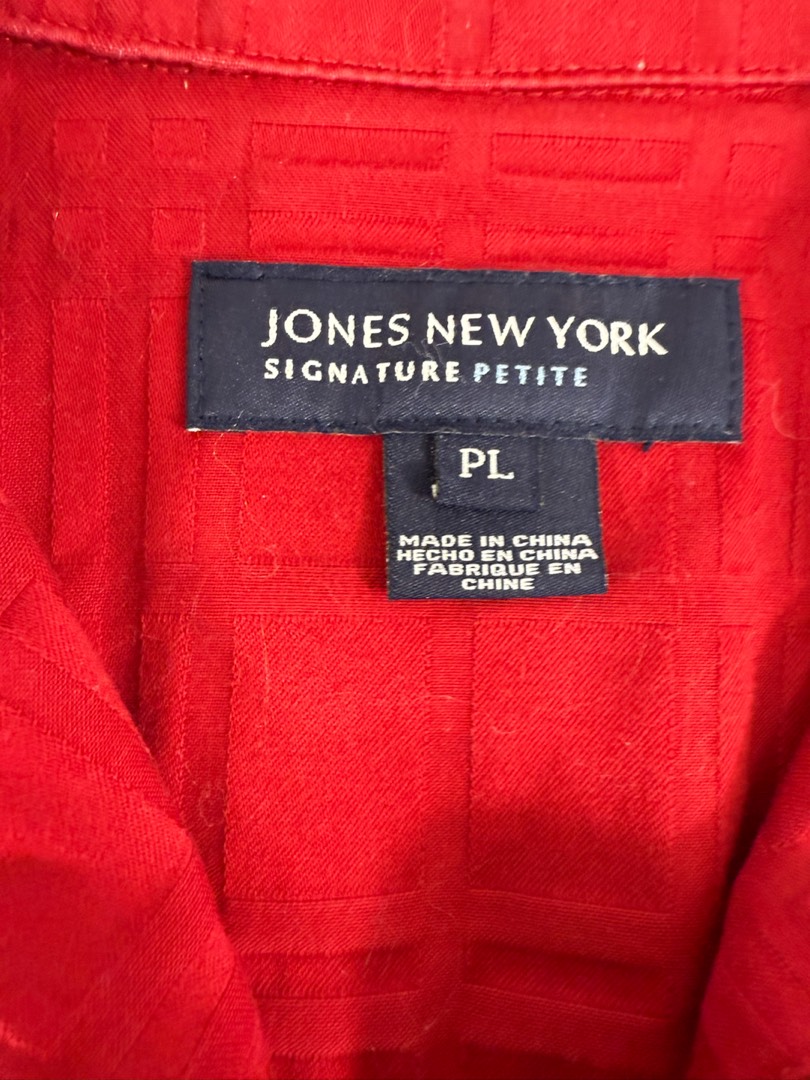 JONES NEW YORK
SIGNATURE PETITE
PL
MADE IN CHINA
HECHO EN CHINA
FABRIQUE EN
CHINE